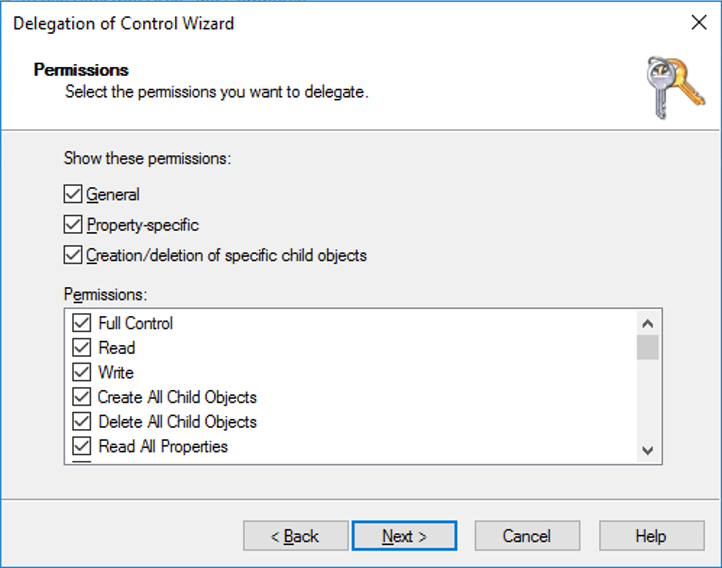 Delegation of Control Wizard
Permissions
Select the permissions you want to delegate.
Show these permissions:
General
Property-specific
Creation/deletion of specific child objects
Permissions:
Full Control
Read
Write
Create All Child Objects
Delete All Child Objects
Read All Properties
< Back Next > Cancel Help